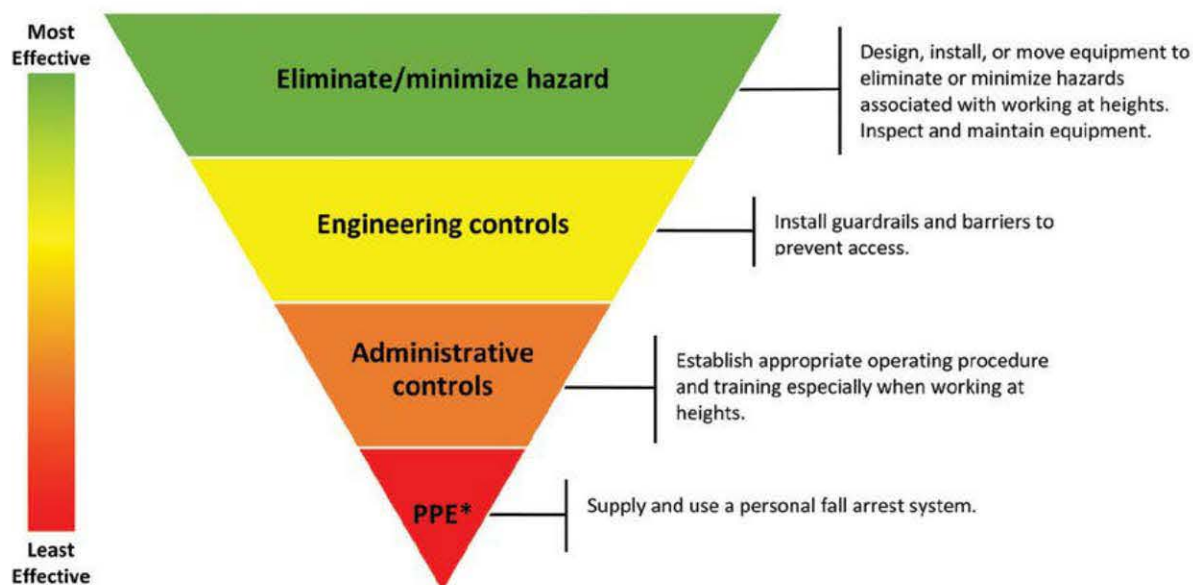 Most
Effective
Eliminate/minimize hazard
Design, install, or move equipment to
eliminate or minimize hazards
associated with working at heights.
Inspect and maintain equipment.
Engineering controls
Install guardrails and barriers to
prevent access.
Administrative
controls
Establish appropriate operating procedure
and training especially when working at
heights.
PPE*
Supply and use a personal fall arrest system.
Least
Effective